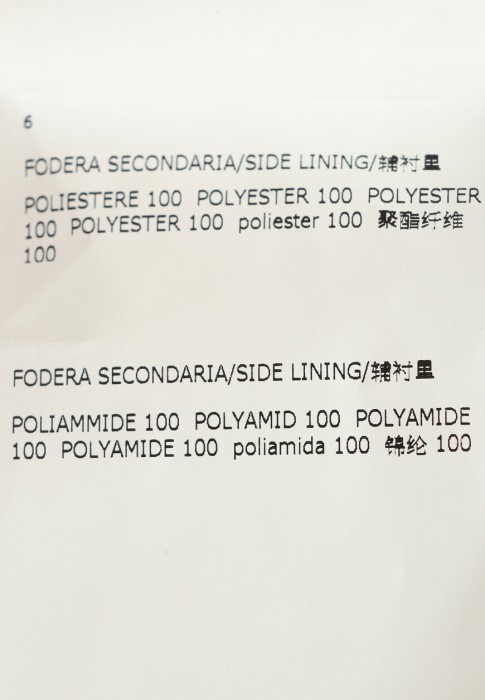 6
FODERA SECONDARIA/SIDE LINING/辅衬里
POLIESTERE 100 POLYESTER 100 POLYESTER
100 POLYESTER 100 poliester 100 聚酯纤维
100
FODERA SECONDARIA/SIDE LINING/辅衬里
POLIAMMIDE 100 POLYAMID 100 POLYAMIDE
100 POLYAMIDE 100 poliamida 100 锦纶 100